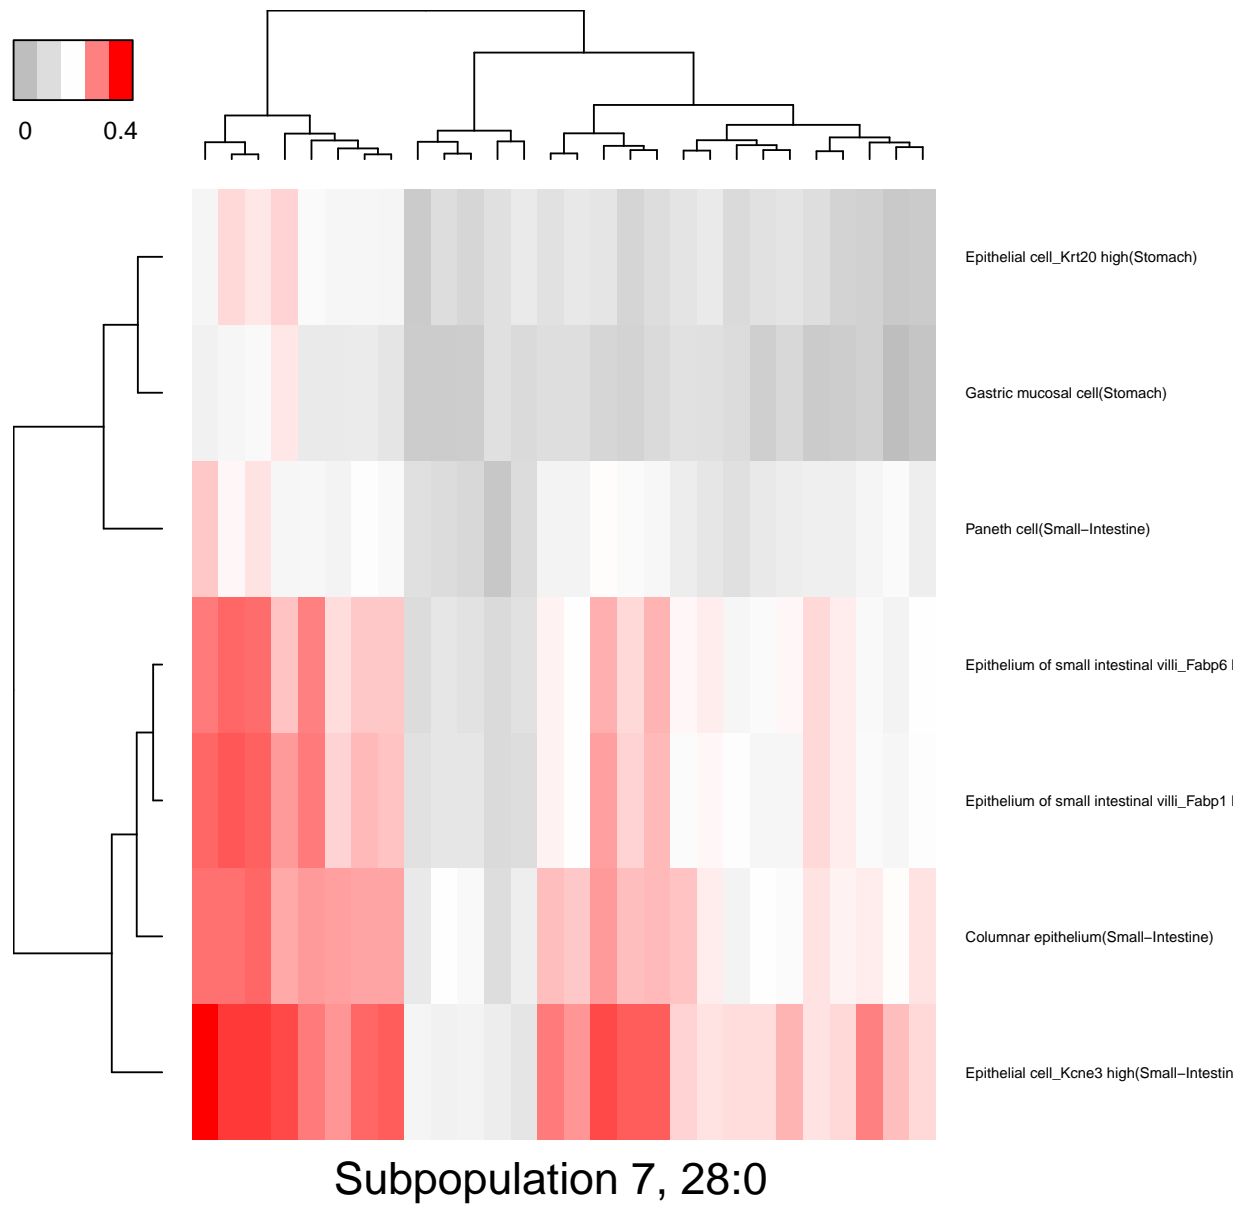 0 0.4
Epithelial cell_Krt20 high(Stomach)
Gastric mucosal cell(Stomach)
Paneth cell(Small−Intestine)
Epithelium of small intestinal villi_Fabp6
Epithelium of small intestinal villi_Fabp1
Columnar epithelium(Small−Intestine)
Epithelial cell_Kcne3 high(Small−Intestin
Subpopulation 7, 28:0